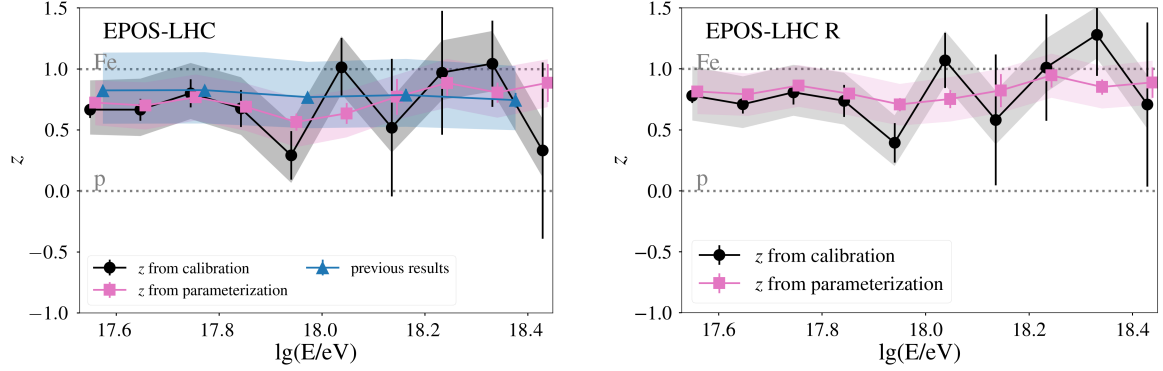 EPOS-LHC
Fe
p
1.5
1.0
0.5
0.0
−0.5
−1.0
z
z from calibration
z from parameterization
previous results
17.6
17.8
18.0
18.2
18.4
lg(E/eV)
EPOS-LHC R
Fe
p
1.5
1.0
0.5
0.0
−0.5
−1.0
z
z from calibration
z from parameterization
17.6
17.8
18.0
18.2
18.4
lg(E/eV)